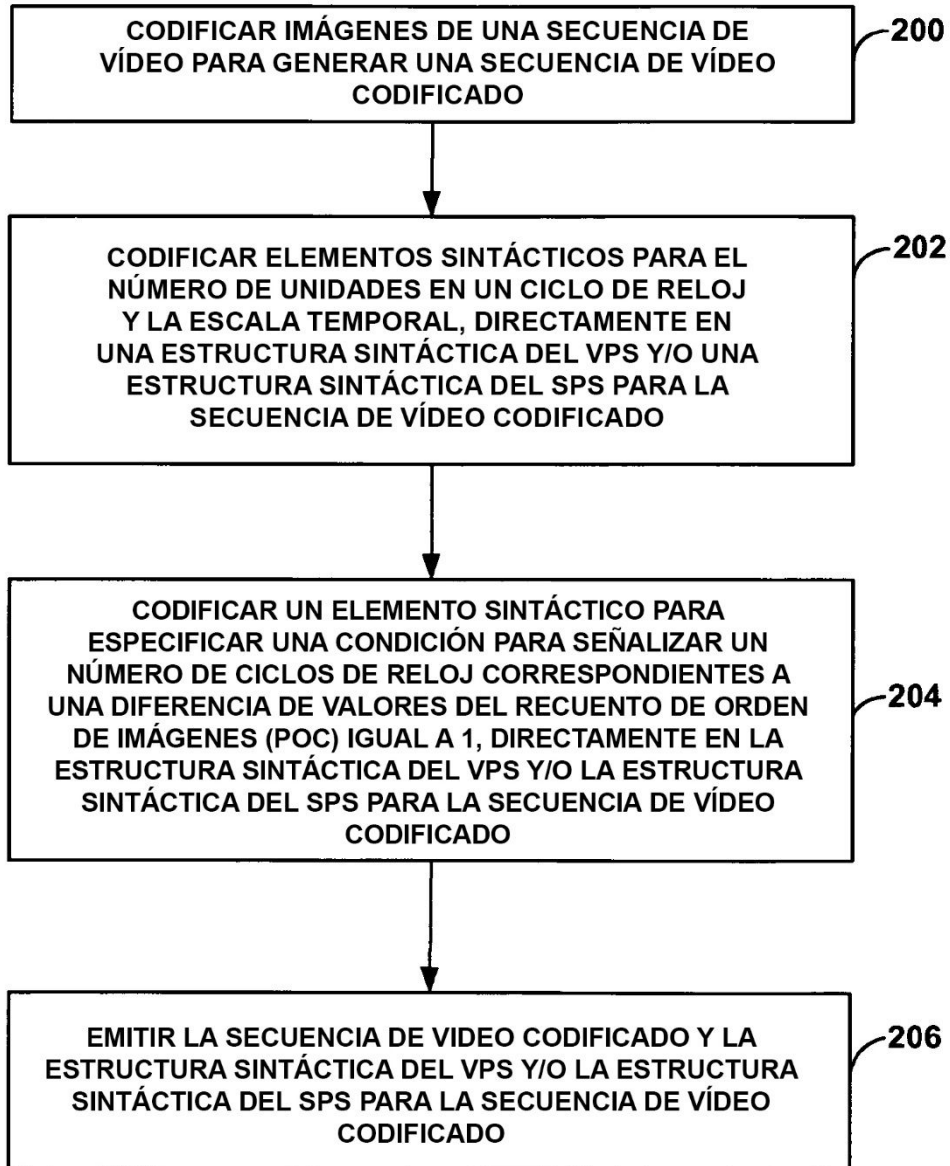 CODIFICAR IMÁGENES DE UNA SECUENCIA DE
VÍDEO PARA GENERAR UNA SECUENCIA DE VÍDEO
CODIFICADO
200
CODIFICAR ELEMENTOS SINTÁCTICOS PARA EL
NÚMERO DE UNIDADES EN UN CICLO DE RELOJ
Y LA ESCALA TEMPORAL, DIRECTAMENTE EN
UNA ESTRUCTURA SINTÁCTICA DEL VPS Y/O UNA
ESTRUCTURA SINTÁCTICA DEL SPS PARA LA
SECUENCIA DE VÍDEO CODIFICADO
202
CODIFICAR UN ELEMENTO SINTÁCTICO PARA
ESPECIFICAR UNA CONDICIÓN PARA SEÑALIZAR UN
NÚMERO DE CICLOS DE RELOJ CORRESPONDIENTES A
UNA DIFERENCIA DE VALORES DEL RECUENTO DE ORDEN
DE IMÁGENES (POC) IGUAL A 1, DIRECTAMENTE EN LA
ESTRUCTURA SINTÁCTICA DEL VPS Y/O LA ESTRUCTURA
SINTÁCTICA DEL SPS PARA LA SECUENCIA DE VÍDEO
CODIFICADO
204
EMITIR LA SECUENCIA DE VIDEO CODIFICADO Y LA
ESTRUCTURA SINTÁCTICA DEL VPS Y/O LA ESTRUCTURA
SINTÁCTICA DEL SPS PARA LA SECUENCIA DE VÍDEO
CODIFICADO
206